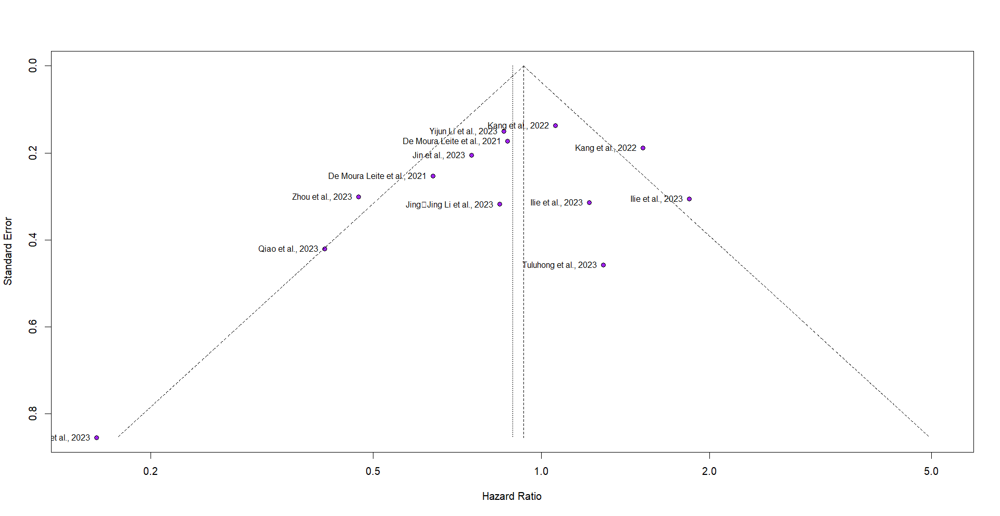 0.0
Kang et al., 2022
Yijun Li et al., 2023
De Moura Leite et al., 2021
Kang et al., 2022
0.2
Jin et al., 2023
De Moura Leite et al., 2021
Zhou et al., 2023
Ilie et al., 2023
Ilie et al., 2023
Jing□Jing Li et al., 2023
0.4
Qiao et al., 2023
Tuluhong et al., 2023
Standard Error
0.6
0.8
et al., 2023
0.2 0.5 1.0 2.0 5.0
Hazard Ratio